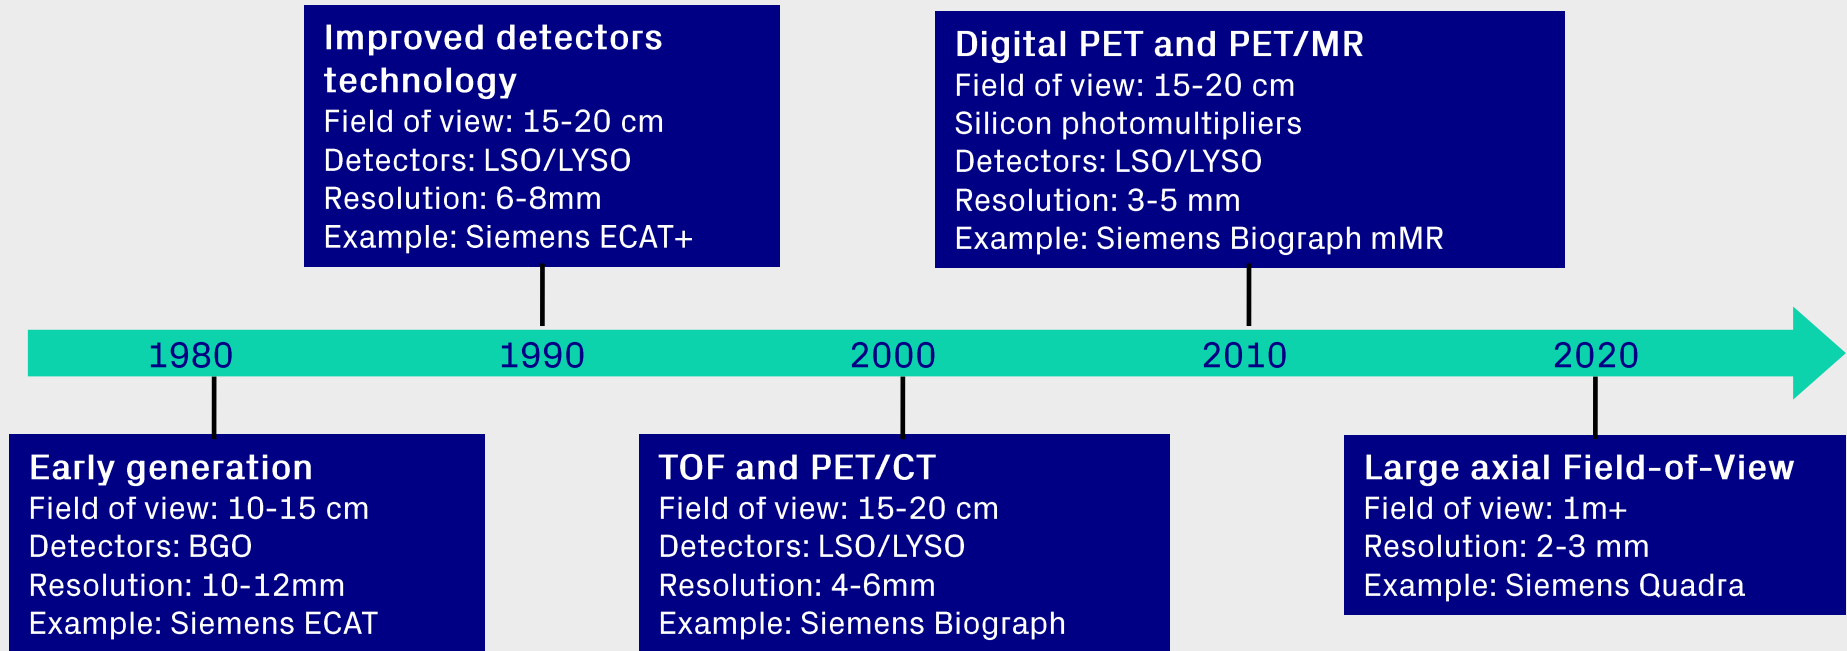 Improved detectors
technology
Field of view: 15-20 cm
Detectors: LSO/LYSO
Resolution: 6-8mm
Example: Siemens ECAT+
Digital PET and PET/MR
Field of view: 15-20 cm
Silicon photomultipliers
Detectors: LSO/LYSO
Resolution: 3-5 mm
Example: Siemens Biograph mMR
1980
1990
2000
2010
2020
Early generation
Field of view: 10-15 cm
Detectors: BGO
Resolution: 10-12mm
Example: Siemens ECAT
TOF and PET/CT
Field of view: 15-20 cm
Detectors: LSO/LYSO
Resolution: 4-6mm
Example: Siemens Biograph
Large axial Field-of-View
Field of view: 1m+
Resolution: 2-3 mm
Example: Siemens Quadra